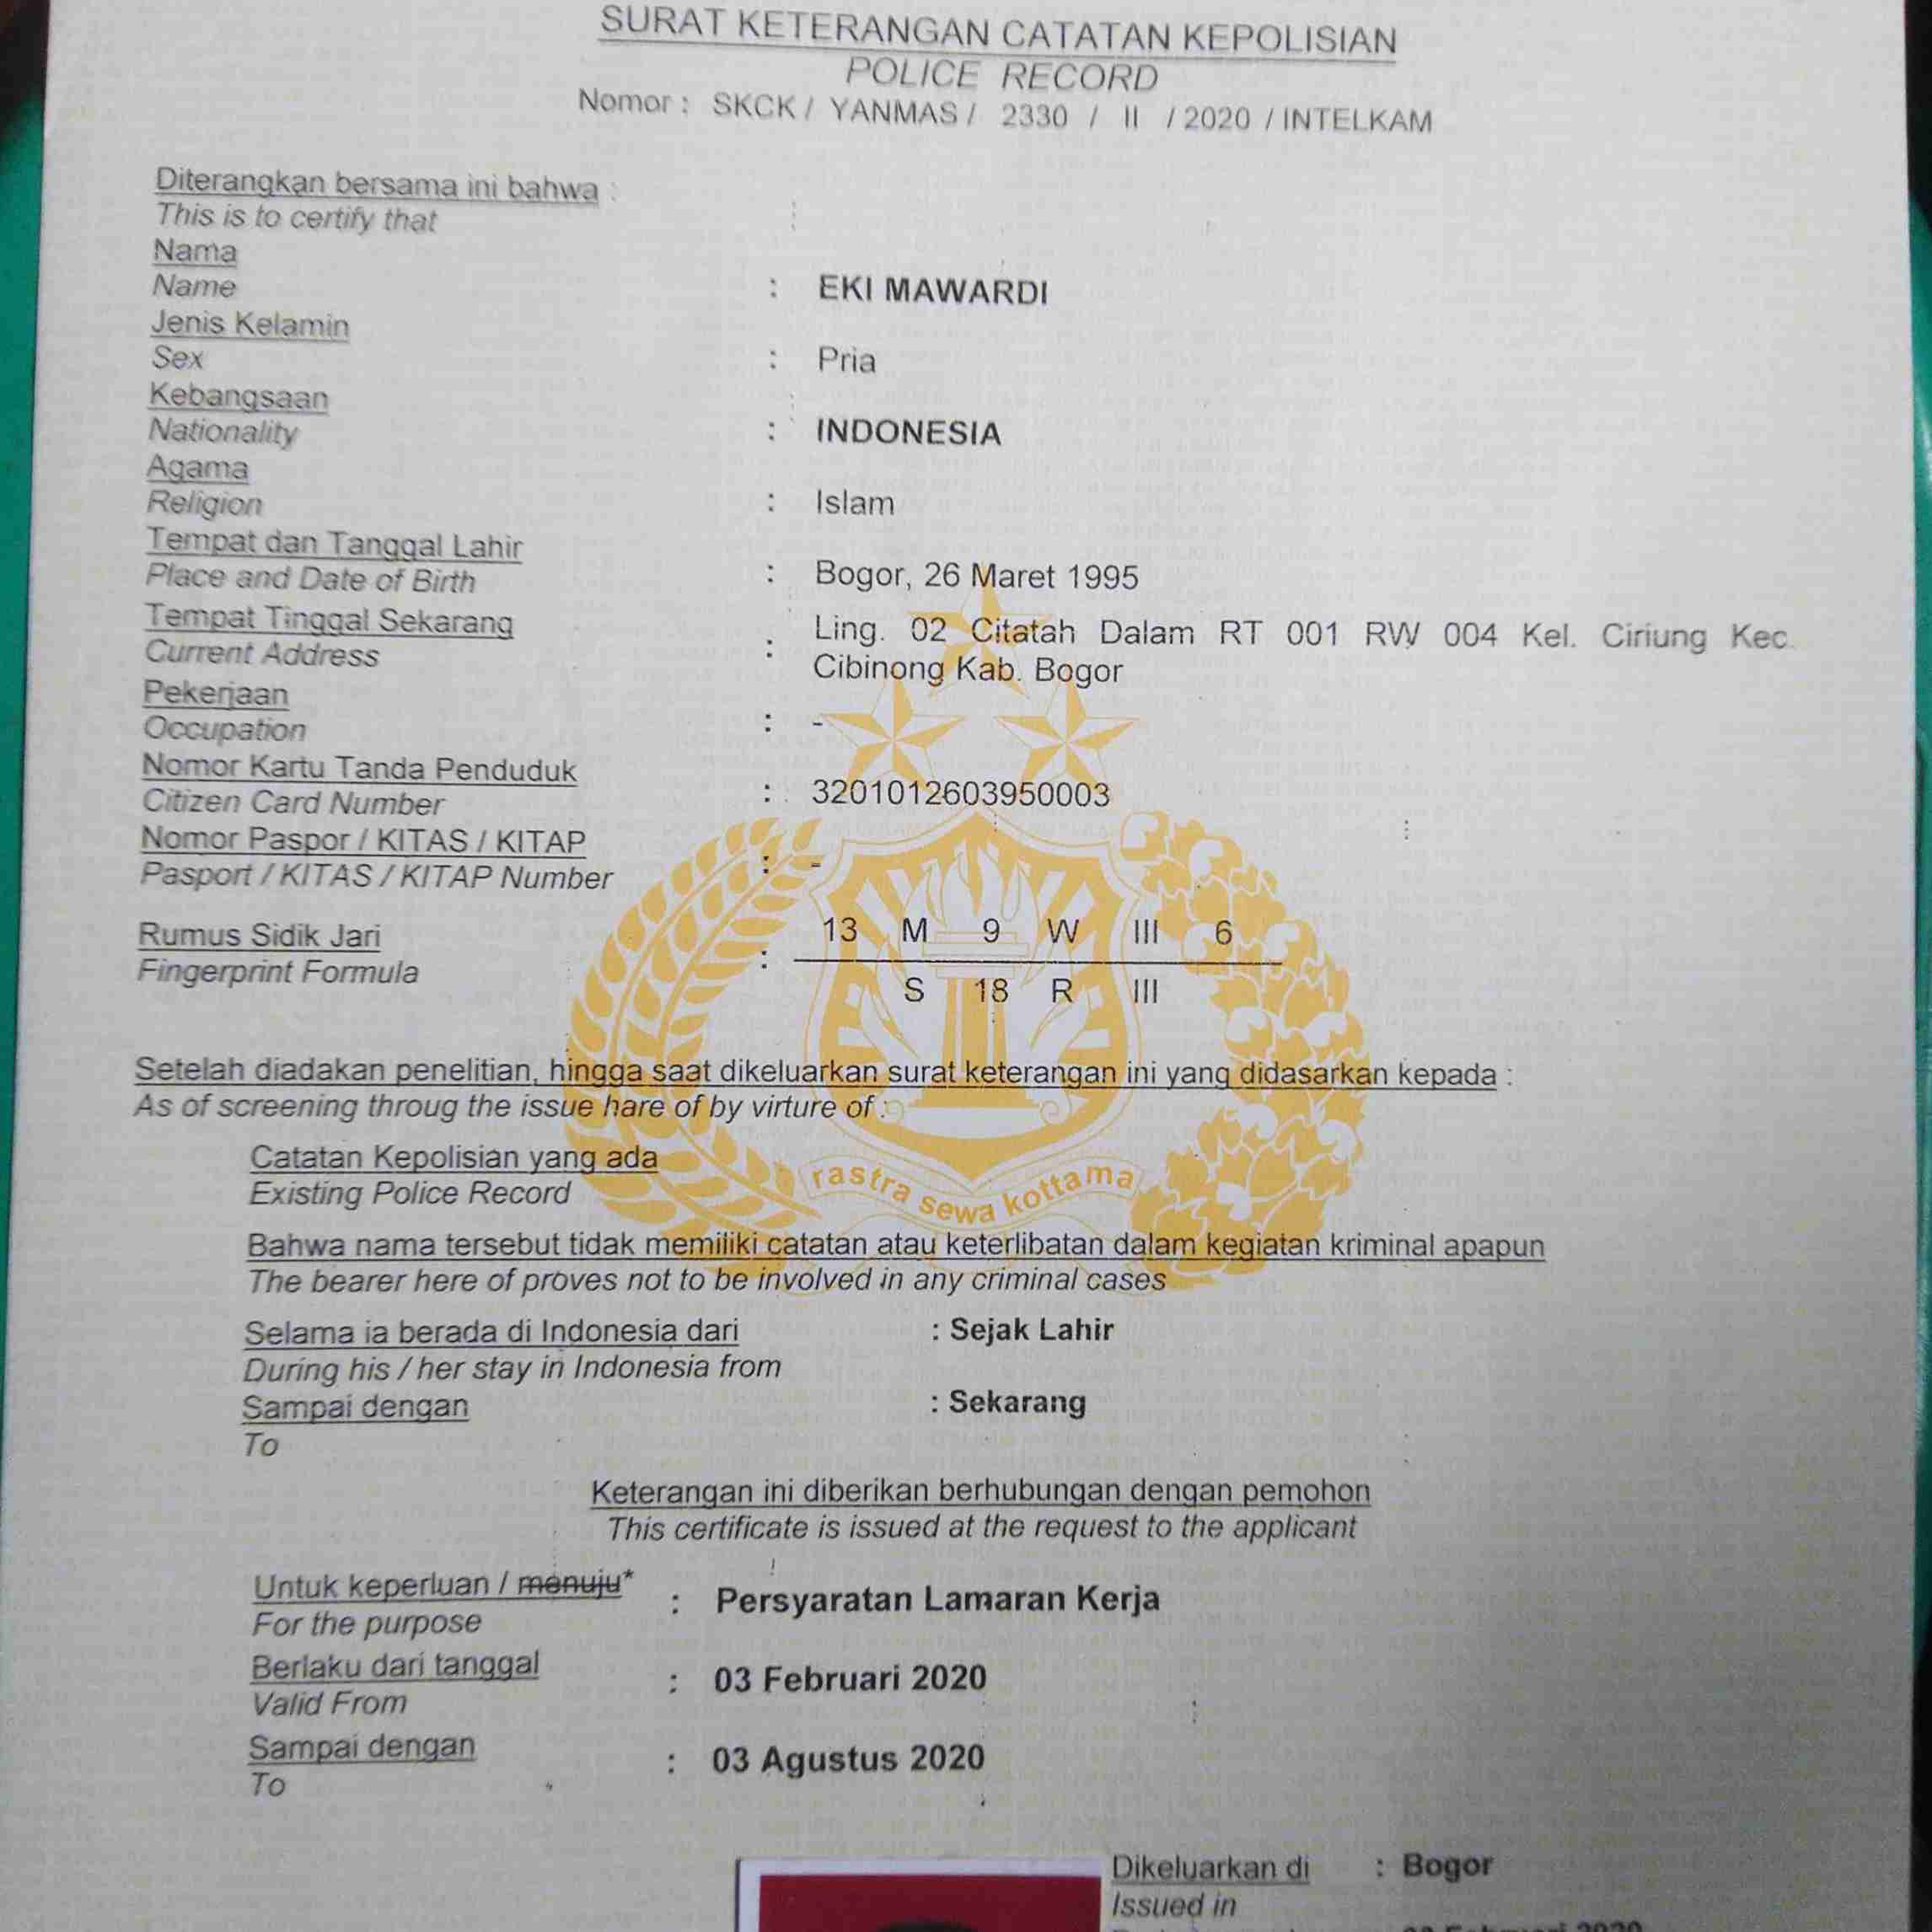 SURAT KETERANGAN CATATAN KEPOLISIAN
POLICE RECORD
Nomor : SKCK / YANMAS / 2330 / II / 2020 / INTELKAM
Diterangkan bersama ini bahwa :
This is to certify that
Nama
Name : EKI MAWARDI
Jenis Kelamin
Sex : Pria
Kebangsaan
Nationality : INDONESIA
Agama
Religion : Islam
Tempat dan Tanggal Lahir
Place and Date of Birth : Bogor, 26 Maret 1995
Tempat Tinggal Sekarang : Ling. 02 Citatah Dalam RT 001 RW 004 Kel. Ciriung Kec.
Current Address Cibinong Kab. Bogor
Pekerjaan
Occupation : -
Nomor Kartu Tanda Penduduk
Citizen Card Number : 3201012603950003
Nomor Paspor / KITAS / KITAP
Pasport / KITAS / KITAP Number : -
13 M 9 W III 6
Rumus Sidik Jari :
Fingerprint Formula
S 18 R III
Setelah diadakan penelitian, hingga saat dikeluarkan surat keterangan ini yang didasarkan kepada :
As of screening throug the issue hare of by virture of :
Catatan Kepolisian yang ada
Existing Police Record
rastra sewa kottama
Bahwa nama tersebut tidak memiliki catatan atau keterlibatan dalam kegiatan kriminal apapun
The bearer here of proves not to be involved in any criminal cases
Selama ia berada di Indonesia dari : Sejak Lahir
During his / her stay in Indonesia from
Sampai dengan : Sekarang
To
Keterangan ini diberikan berhubungan dengan pemohon
This certificate is issued at the request to the applicant
Untuk keperluan / menuju* : Persyaratan Lamaran Kerja
For the purpose
Berlaku dari tanggal : 03 Februari 2020
Valid From
Sampai dengan : 03 Agustus 2020
To
Dikeluarkan di : Bogor
Issued in